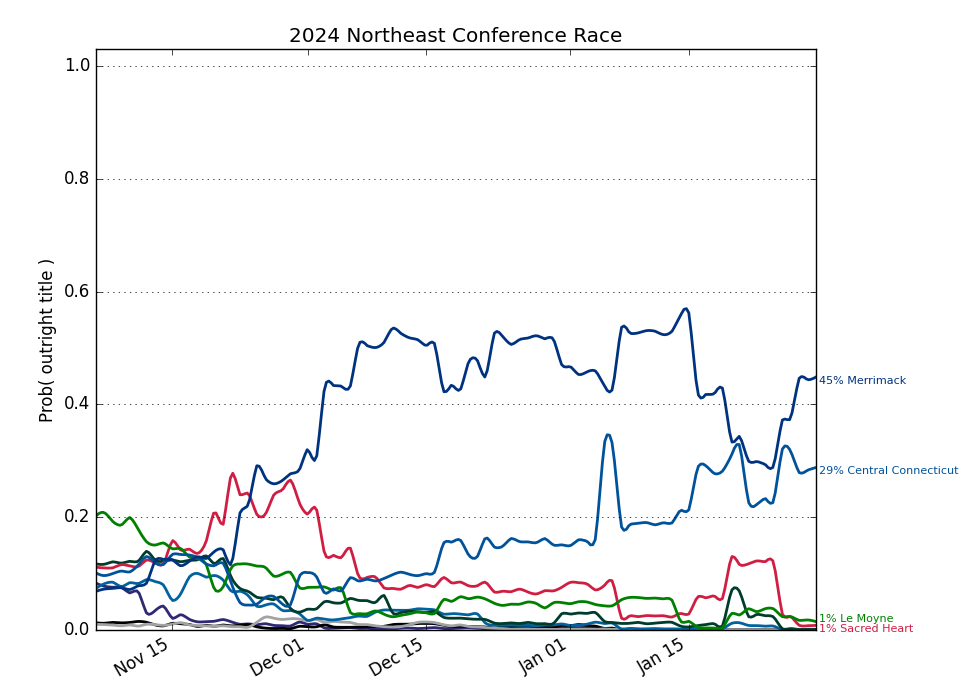 2024 Northeast Conference Race
Prob( outright title )
1.0
0.8
0.6
0.4
0.2
0.0
Nov 15
Dec 01
Dec 15
Jan 01
Jan 15
45% Merrimack
29% Central Connecticut
1% Le Moyne
1% Sacred Heart